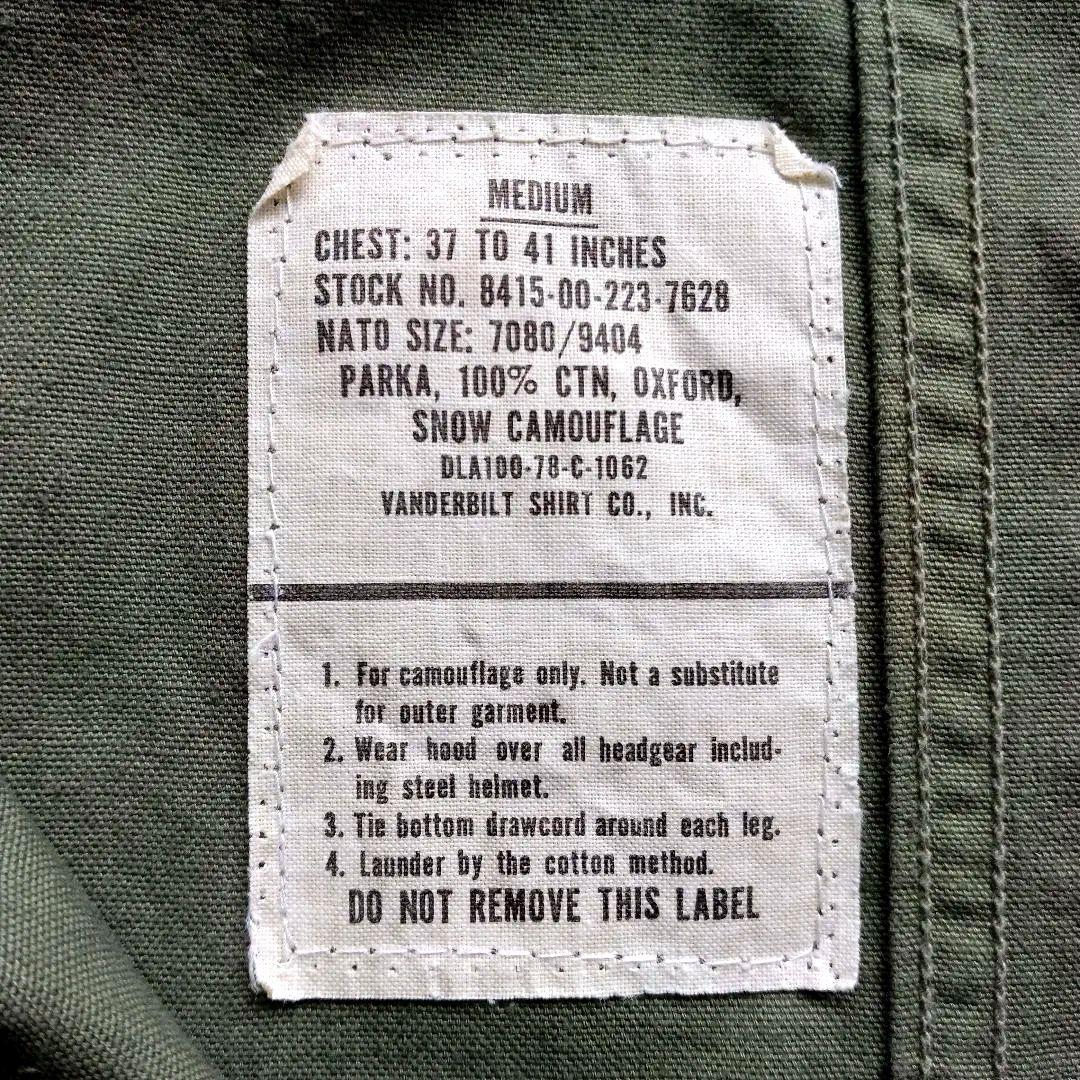 MEDIUM
CHEST: 37 TO 41 INCHES
STOCK NO. 8415-00-223-7628
NATO SIZE: 7080/9404
PARKA, 100% CTN, OXFORD,
SNOW CAMOUFLAGE
DLA100-78-C-1062
VANDERBILT SHIRT CO., INC.
1. For camouflage only. Not a substitute
for outer garment.
2. Wear hood over all headgear includ-
ing steel helmet.
3. Tie bottom drawcord around each leg.
4. Launder by the cotton method.
DO NOT REMOVE THIS LABEL